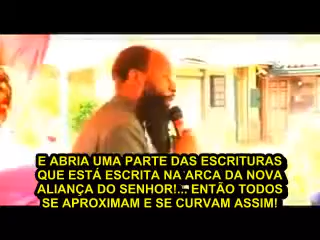 E ABRIA UMA PARTE DAS ESCRITURAS
QUE ESTÁ ESCRITA NA ARCA DA NOVA
ALIANÇA DO SENHOR!... ENTÃO TODOS
SE APROXIMAM E SE CURVAM ASSIM!